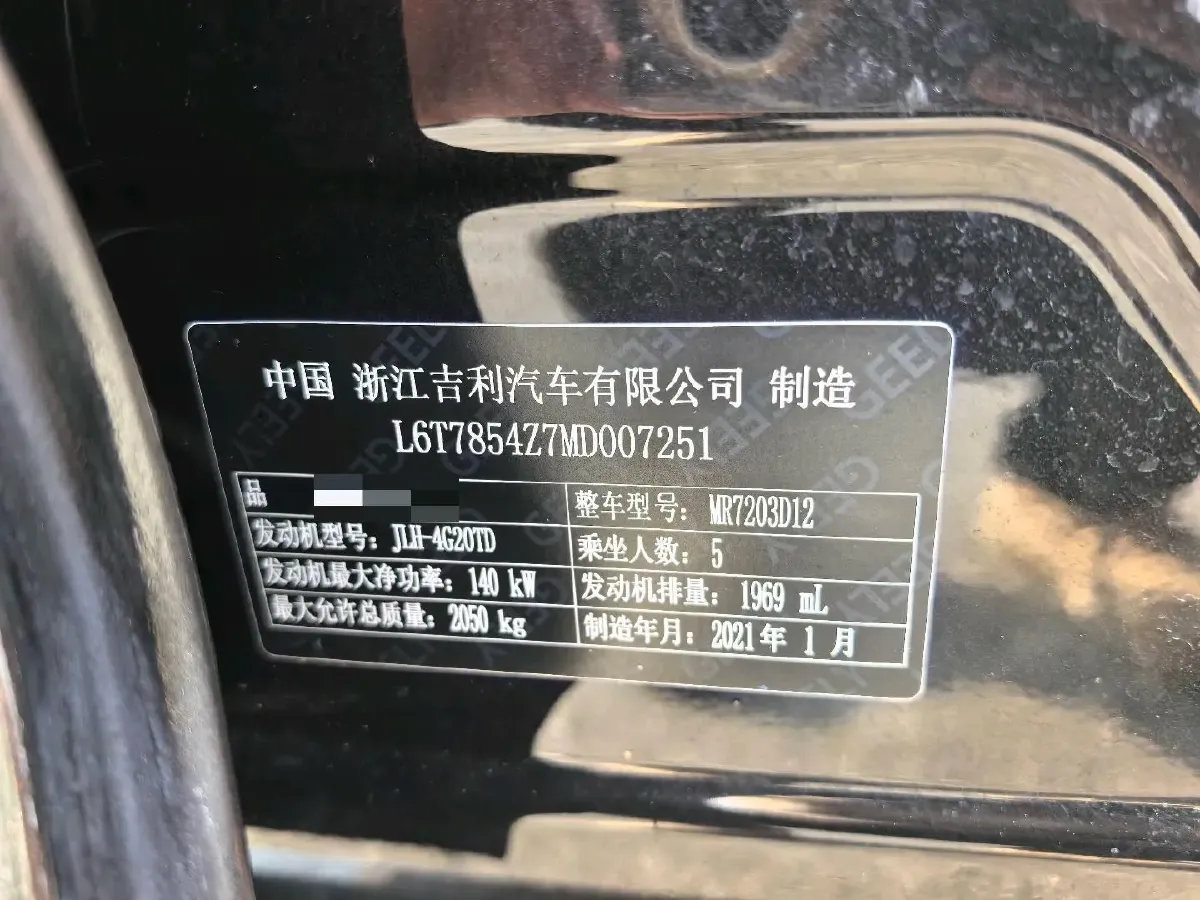 中国 浙江吉利汽车有限公司 制造
L6T7854Z7MD007251
品
整车型号：MR7203D12
发动机型号：JLH-4G20TD
乘坐人数：5
发动机最大净功率：140 kW
发动机排量：1969 mL
最大允许总质量：2050 kg
制造年月：2021年 1 月